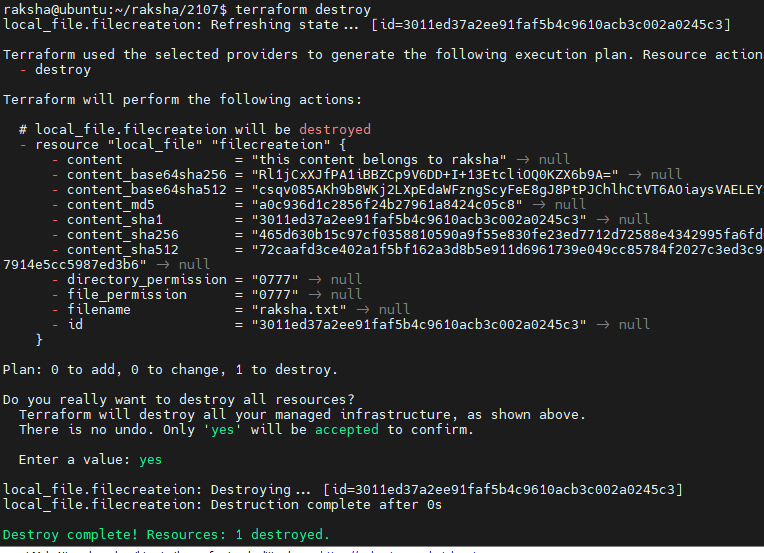 raksha@ubuntu:~/raksha/2107$ terraform destroy
local_file.filecreateion: Refreshing state... [id=3011ed37a2ee91faf5b4c9610acb3c002a0245c3]
Terraform used the selected providers to generate the following execution plan. Resource action
- destroy
Terraform will perform the following actions:
# local_file.filecreateion will be destroyed
- resource "local_file" "filecreateion" {
- content = "this content belongs to raksha" -> null
- content_base64sha256 = "Rl1jCxXJfPA1iBBZCp9V6DD+I+13EtcliOQ0KZX6b9A=" -> null
- content_base64sha512 = "csqv085AKh9b8WKj2LXpEdaWFzngScyFeE8gJ8PtPJChlhCtVT6AOiaysVAELEY
- content_md5 = "a0c936d1c2856f24b27961a8424c05c8" -> null
- content_sha1 = "3011ed37a2ee91faf5b4c9610acb3c002a0245c3" -> null
- content_sha256 = "465d630b15c97cf0358810590a9f55e830fe23ed7712d72588e4342995fa6fd
- content_sha512 = "72caafd3ce402a1f5bf162a3d8b5e911d6961739e049cc85784f2027c3ed3c9
7914e5cc5987ed3b6" -> null
- directory_permission = "0777" -> null
- file_permission = "0777" -> null
- filename = "raksha.txt" -> null
- id = "3011ed37a2ee91faf5b4c9610acb3c002a0245c3" -> null
}
Plan: 0 to add, 0 to change, 1 to destroy.
Do you really want to destroy all resources?
Terraform will destroy all your managed infrastructure, as shown above.
There is no undo. Only 'yes' will be accepted to confirm.
Enter a value: yes
local_file.filecreateion: Destroying... [id=3011ed37a2ee91faf5b4c9610acb3c002a0245c3]
local_file.filecreateion: Destruction complete after 0s
Destroy complete! Resources: 1 destroyed.